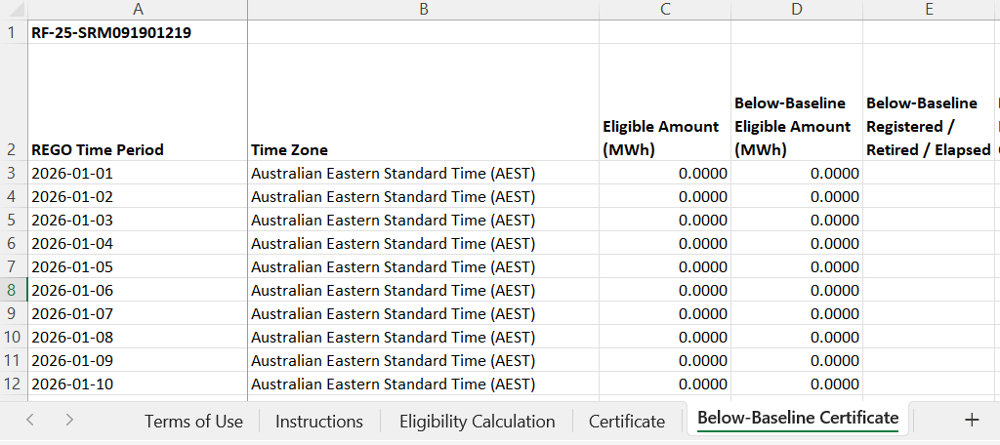 A B C D E
1 RF-25-SRM091901219
2 REGO Time Period Time Zone Eligible Amount (MWh) Below-Baseline Eligible Amount (MWh) Below-Baseline Registered / Retired / Elapsed
3 2026-01-01 Australian Eastern Standard Time (AEST) 0.0000 0.0000
4 2026-01-02 Australian Eastern Standard Time (AEST) 0.0000 0.0000
5 2026-01-03 Australian Eastern Standard Time (AEST) 0.0000 0.0000
6 2026-01-04 Australian Eastern Standard Time (AEST) 0.0000 0.0000
7 2026-01-05 Australian Eastern Standard Time (AEST) 0.0000 0.0000
8 2026-01-06 Australian Eastern Standard Time (AEST) 0.0000 0.0000
9 2026-01-07 Australian Eastern Standard Time (AEST) 0.0000 0.0000
10 2026-01-08 Australian Eastern Standard Time (AEST) 0.0000 0.0000
11 2026-01-09 Australian Eastern Standard Time (AEST) 0.0000 0.0000
12 2026-01-10 Australian Eastern Standard Time (AEST) 0.0000 0.0000
Terms of Use Instructions Eligibility Calculation Certificate Below-Baseline Certificate